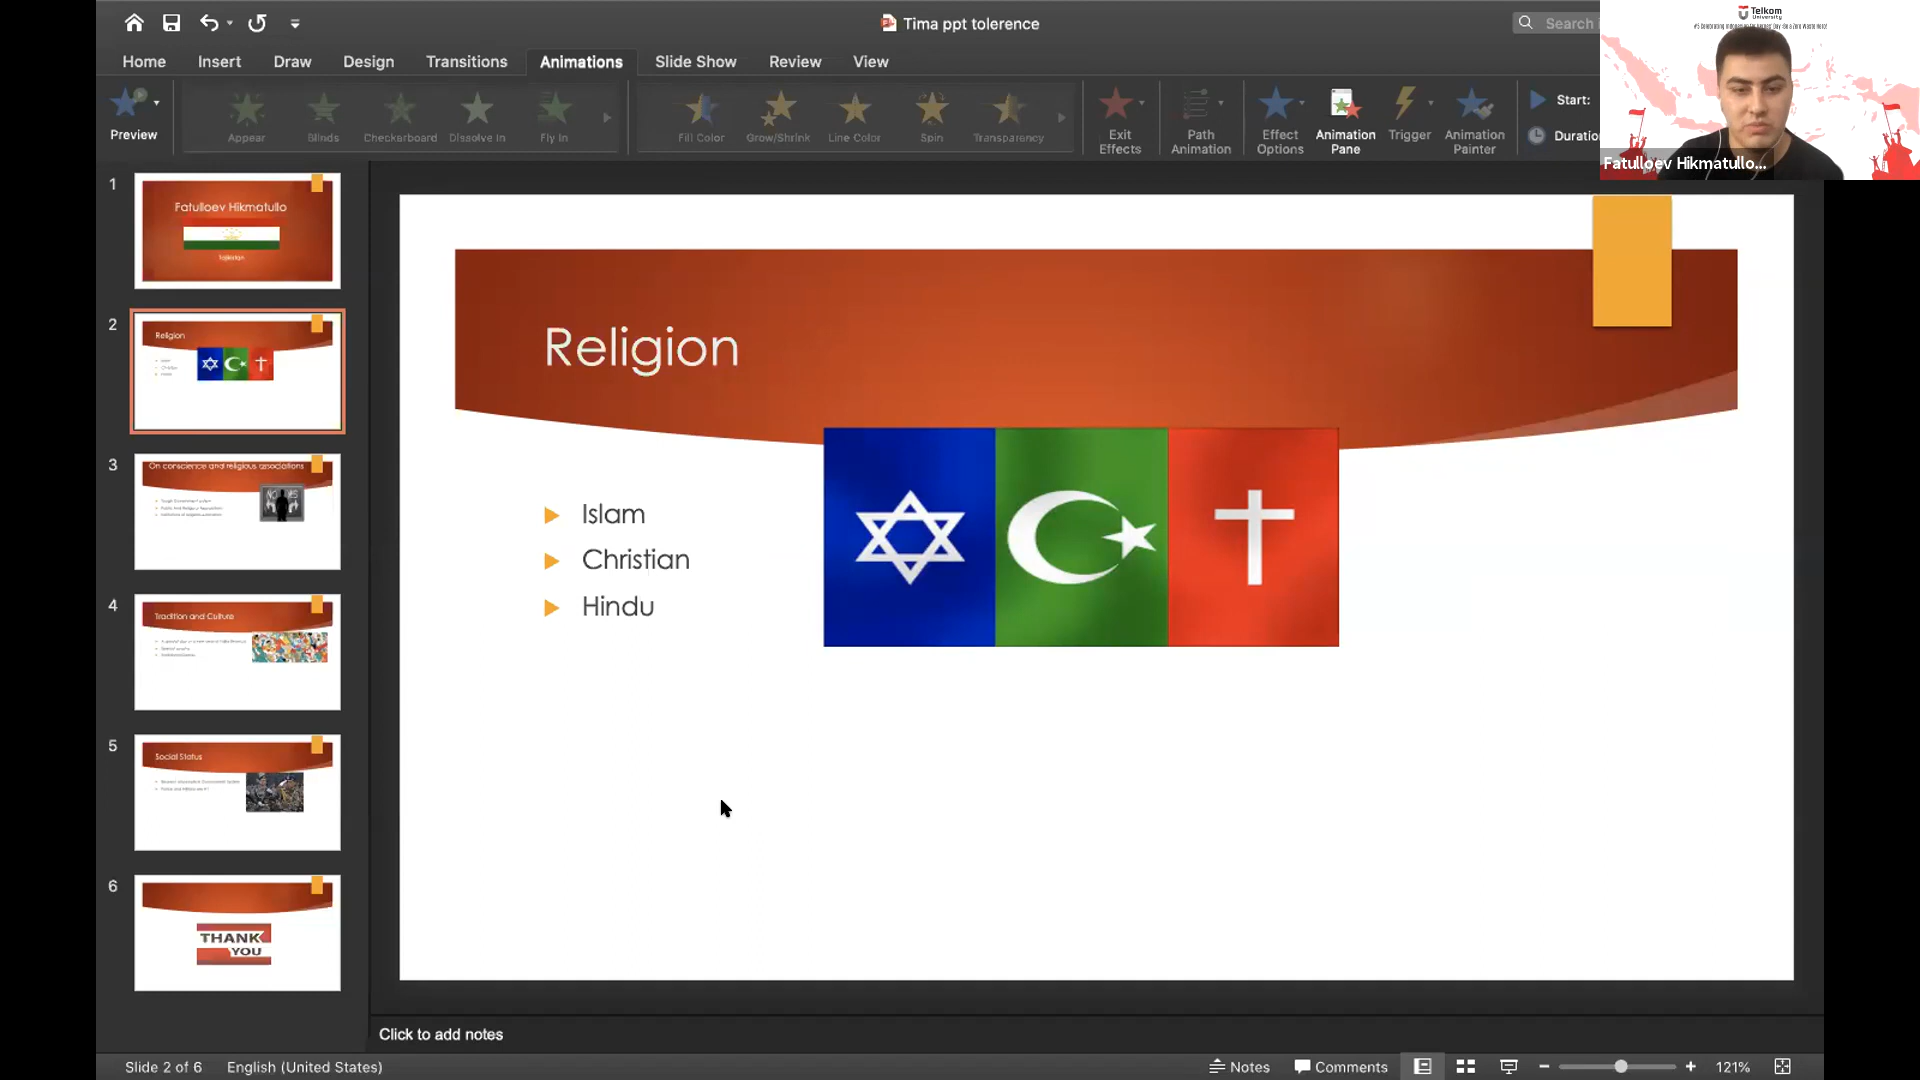 Tima ppt tolerence
Search
Home Insert Draw Design Transitions Animations Slide Show Review View
Preview
Appear Blinds Checkerboard Dissolve In Fly In
Fill Color Grow/Shrink Line Color Spin Transparency
Exit Effects
Path Animation
Effect Options
Animation Pane
Trigger
Animation Painter
Start:
Telkom
University
Fatulloev Hikmatullo...
1
Fatulloev Hikmatullo
Tajikistan
2
Religion
3
On conscience and religious associations
4
Tradition and Culture
5
Social Status
6
THANK
YOU
Religion
Islam
Christian
Hindu
Click to add notes
Slide 2 of 6 English (United States) Notes Comments 121%